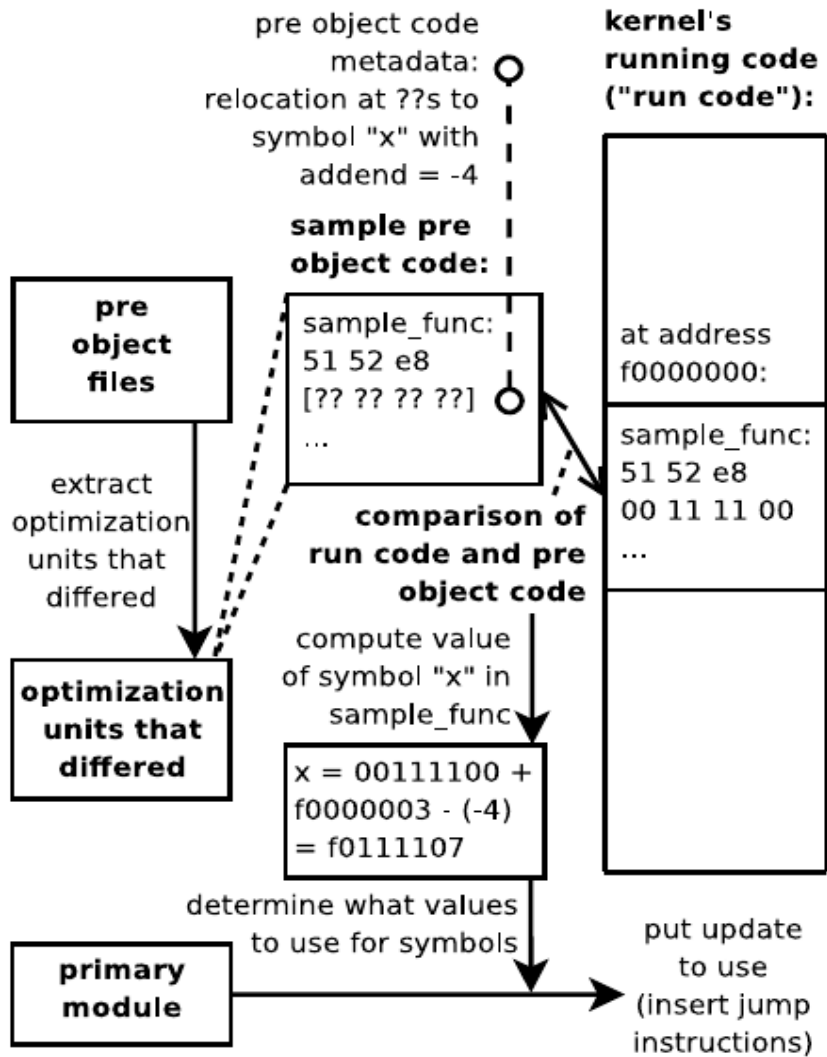 pre object code
metadata:
relocation at ??s to
symbol "x" with
addend = -4
kernel's
running code
("run code"):
sample pre
object code:
pre
object
files
sample_func:
51 52 e8
[?? ?? ?? ??]
...
at address
f0000000:
sample_func:
51 52 e8
00 11 11 00
...
extract
optimization
units that
differed
comparison of
run code and pre
object code
compute value
of symbol "x" in
sample_func
optimization
units that
differed
x = 00111100 +
f0000003 - (-4)
= f0111107
determine what values
to use for symbols
primary
module
put update
to use
(insert jump
instructions)